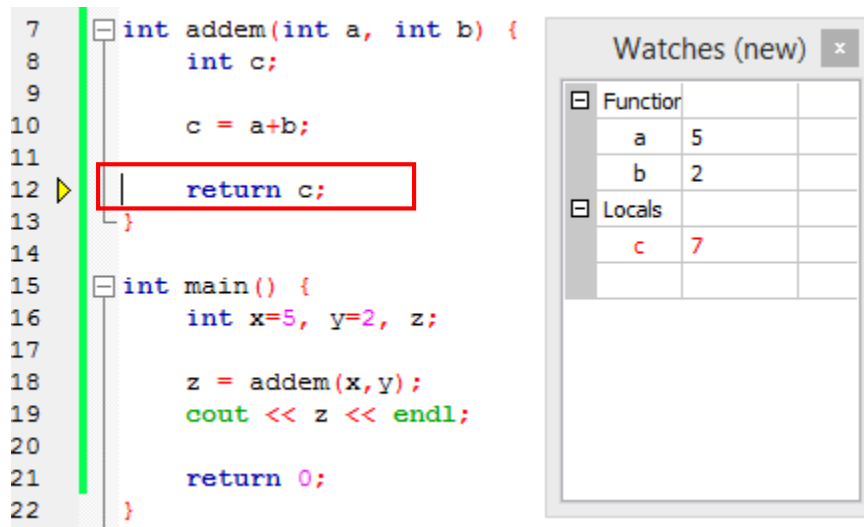 7 int addem(int a, int b) {
8 int c;
9
10 c = a+b;
11
12 return c;
13 }
14
15 int main() {
16 int x=5, y=2, z;
17
18 z = addem(x,y);
19 cout << z << endl;
20
21 return 0;
22 }
Watches (new) x
Function
a 5
b 2
Locals
c 7